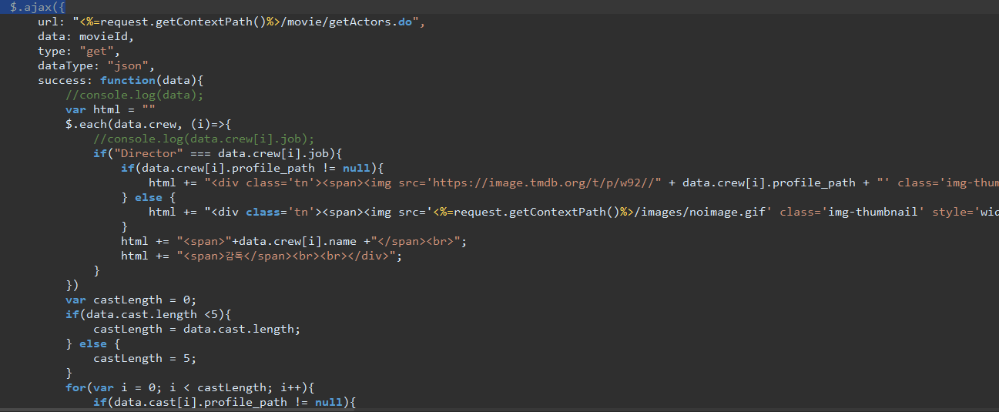 $.ajax({
url: "<%=request.getContextPath()%>/movie/getActors.do",
data: movieId,
type: "get",
dataType: "json",
success: function(data){
//console.log(data);
var html = ""
$.each(data.crew, (i)=>{
//console.log(data.crew[i].job);
if("Director" === data.crew[i].job){
if(data.crew[i].profile_path != null){
html += "<div class='tn'><span><img src='https://image.tmdb.org/t/p/w92//" + data.crew[i].profile_path + "' class='img-thum
} else {
html += "<div class='tn'><span><img src='<%=request.getContextPath()%>/images/noimage.gif' class='img-thumbnail' style='wid
}
html += "<span>"+data.crew[i].name +"</span><br>";
html += "<span>감독</span><br><br></div>";
}
})
var castLength = 0;
if(data.cast.length <5){
castLength = data.cast.length;
} else {
castLength = 5;
}
for(var i = 0; i < castLength; i++){
if(data.cast[i].profile_path != null){